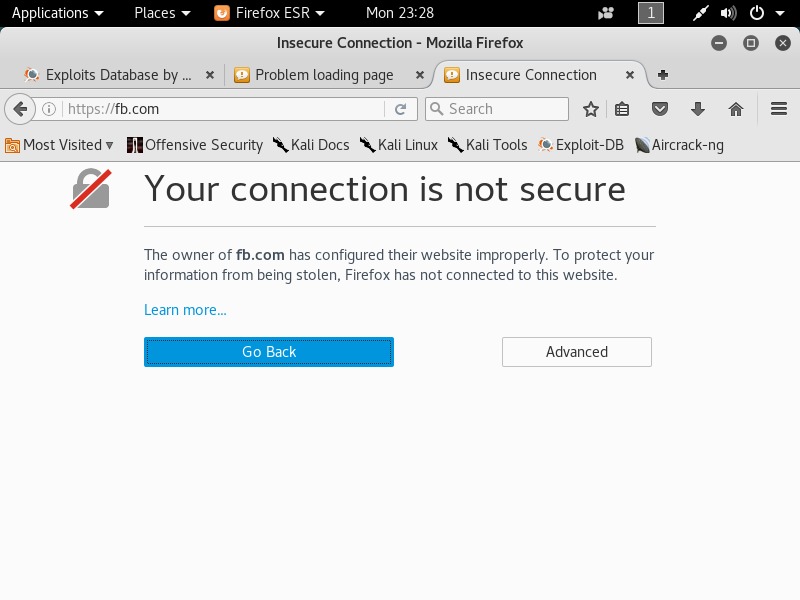 Applications Places Firefox ESR Mon 23:28 1
Insecure Connection - Mozilla Firefox
Exploits Database by ... Problem loading page Insecure Connection
https://fb.com Search
Most Visited Offensive Security Kali Docs Kali Linux Kali Tools Exploit-DB Aircrack-ng
Your connection is not secure
The owner of fb.com has configured their website improperly. To protect your
information from being stolen, Firefox has not connected to this website.
Learn more...
Go Back Advanced